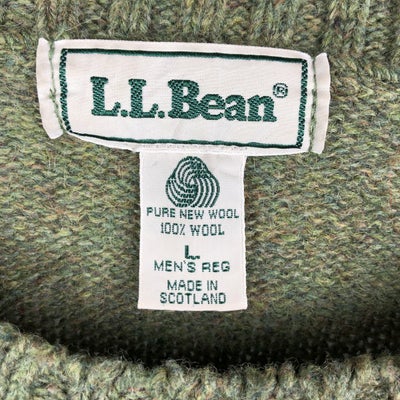 L.L.Bean®
PURE NEW WOOL
100% WOOL
L
MEN'S REG
MADE IN
SCOTLAND